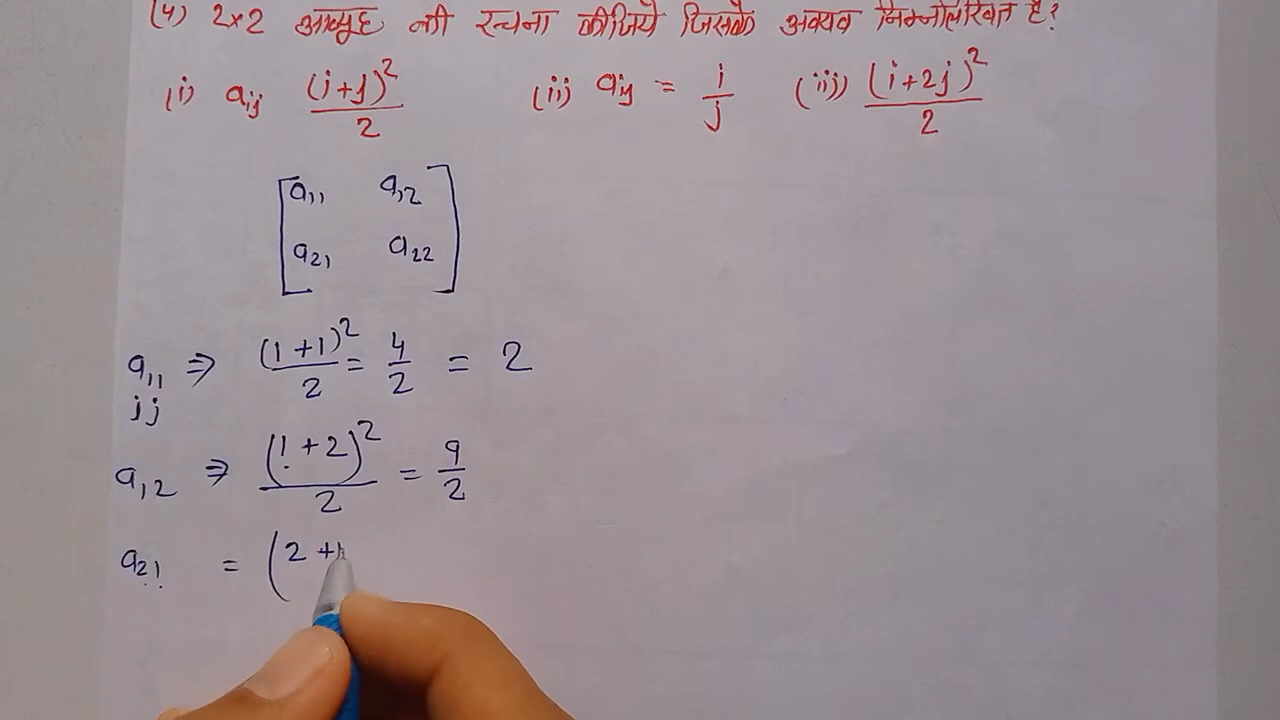 (4) 2×2 आव्यूह की रचना कीजिये जिसके अवयव निम्नलिखित है?
(i) aᵢⱼ (i+j)²/2 (ii) aᵢⱼ = i/j (iii) (i+2j)²/2
[a₁₁ a₁₂
a₂₁ a₂₂]
a₁₁ ⇒ (1+1)²/2 = 4/2 = 2
ij
a₁₂ ⇒ (1+2)²/2 = 9/2
a₂₁ = (2+